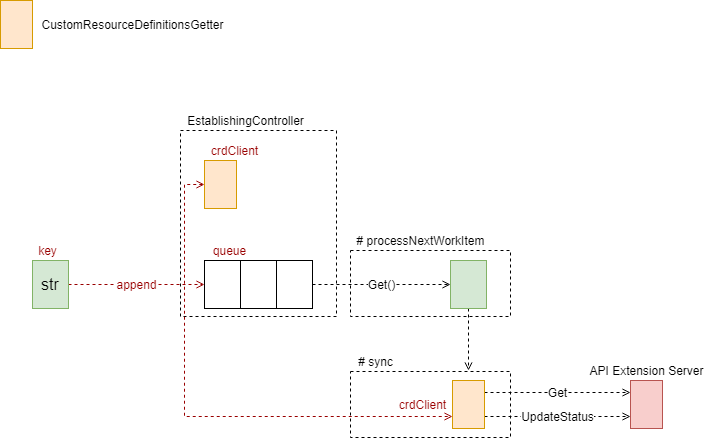 CustomResourceDefinitionsGetter
EstablishingController
crdClient
key
queue
# processNextWorkItem
str
append
Get()
# sync
API Extension Server
crdClient
Get
UpdateStatus